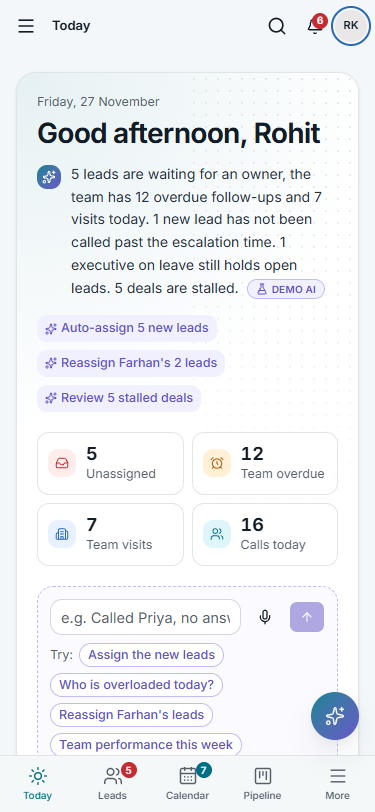 Today
6
RK
Friday, 27 November
Good afternoon, Rohit
5 leads are waiting for an owner, the
team has 12 overdue follow-ups and 7
visits today. 1 new lead has not been
called past the escalation time. 1
executive on leave still holds open
leads. 5 deals are stalled. DEMO AI
Auto-assign 5 new leads
Reassign Farhan's 2 leads
Review 5 stalled deals
5
Unassigned
12
Team overdue
7
Team visits
16
Calls today
e.g. Called Priya, no answ
Try: Assign the new leads
Who is overloaded today?
Reassign Farhan's leads
Team performance this week
5
7
Today
Leads
Calendar
Pipeline
More